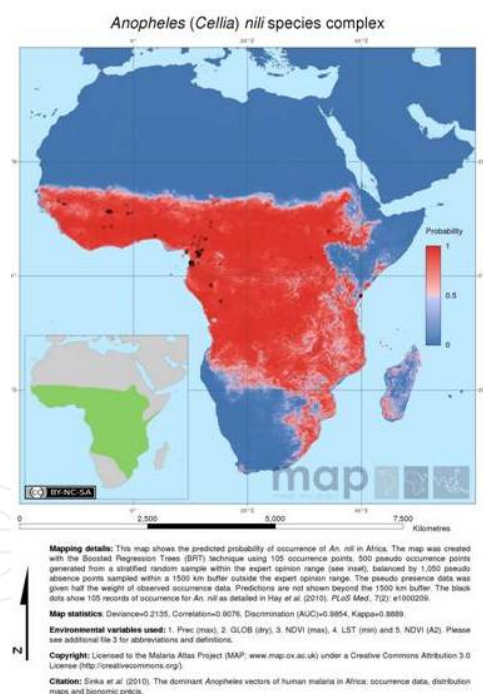 Anopheles (Cellia) nili species complex
Probability
1
0.5
0
BY-NC-SA
map
0 2,500 5,000 7,500
Kilometres
N
Mapping details: This map shows the predicted probability of occurrence of An. nili in Africa. The map was created
with the Boosted Regression Trees (BRT) technique using 105 occurrence points, 500 pseudo occurrence points
generated from a stratified random sample within the expert opinion range (see inset), balanced by 1,050 pseudo
absence points sampled within a 1500 km buffer outside the expert opinion range. The pseudo presence data was
given half the weight of observed occurrence data. Predictions are not shown beyond the 1500 km buffer. The black
dots show 105 records of occurrence for An. nili as detailed in Hay et al. (2010). PLoS Med., 7(2): e1000209.
Map statistics: Deviance=0.2135, Correlation=0.9076, Discrimination (AUC)=0.9854, Kappa=0.8889.
Environmental variables used: 1. Prec (max), 2. GLOB (dry), 3. NDVI (max), 4. LST (min) and 5. NDVI (A2). Please
see additional file 3 for abbreviations and definitions.
Copyright: Licensed to the Malaria Atlas Project (MAP; www.map.ox.ac.uk) under a Creative Commons Attribution 3.0
License (http://creativecommons.org/).
Citation: Sinka et al. (2010). The dominant Anopheles vectors of human malaria in Africa: occurrence data, distribution
maps and bionomic précis.